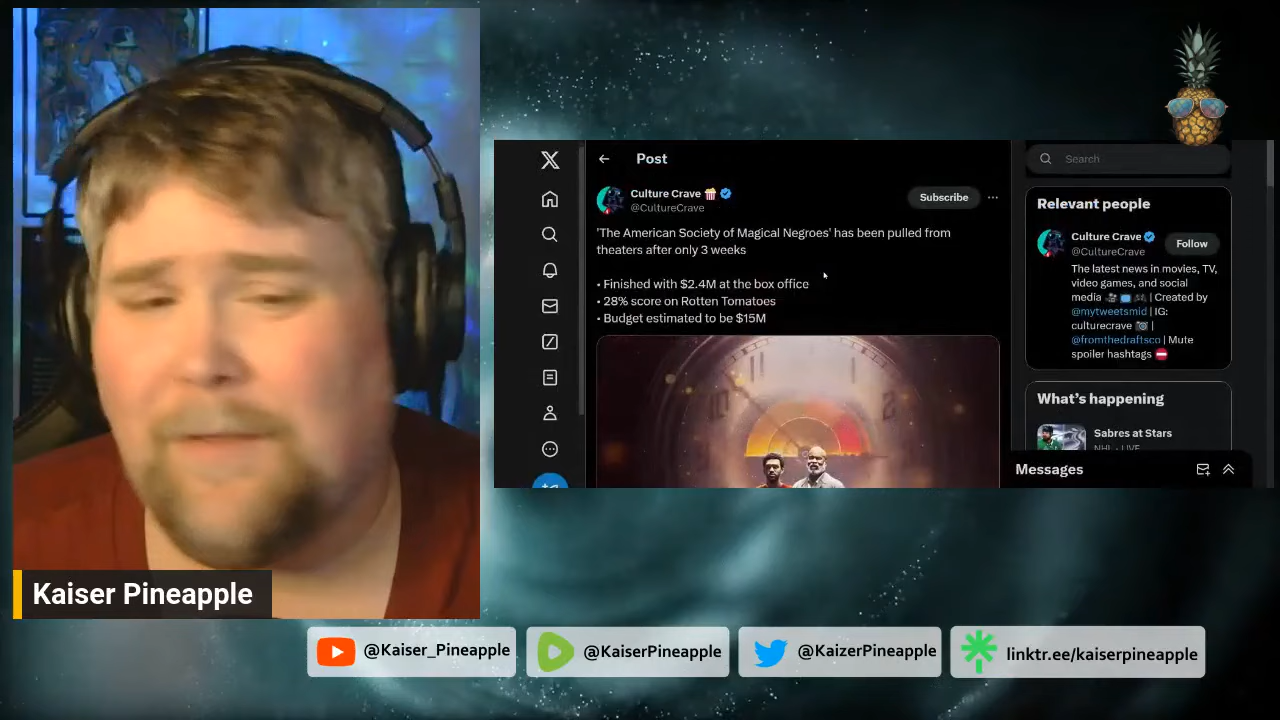 Post
Culture Crave
@CultureCrave
Subscribe
'The American Society of Magical Negroes' has been pulled from
theaters after only 3 weeks
• Finished with $2.4M at the box office
• 28% score on Rotten Tomatoes
• Budget estimated to be $15M
Search
Relevant people
Culture Crave
@CultureCrave
Follow
The latest news in movies, TV,
video games, and social
media | Created by
@mytweetsmid | IG:
culturecrave |
@fromthedraftsco | Mute
spoiler hashtags
What's happening
Sabres at Stars
NHL · LIVE
Messages
Kaiser Pineapple
@Kaiser_Pineapple
@KaiserPineapple
@KaizerPineapple
linktr.ee/kaiserpineapple